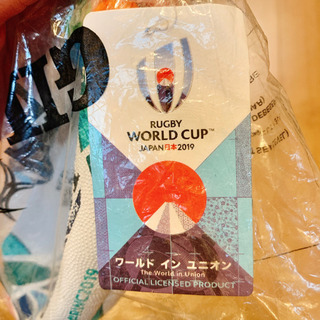 RUGBY
WORLD CUP™
JAPAN日本2019
ワールド イン ユニオン
The World in Union
OFFICIAL LICENSED PRODUCT